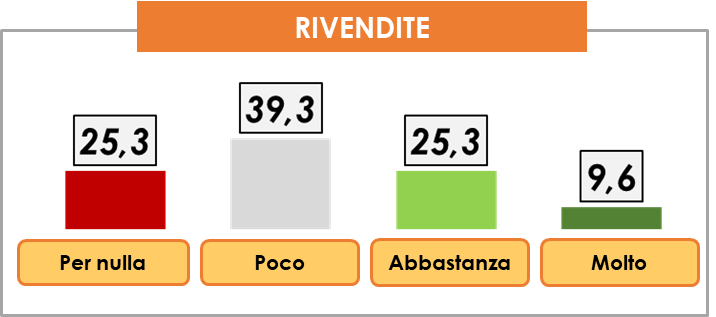 RIVENDITE
25,3
39,3
25,3
9,6
Per nulla
Poco
Abbastanza
Molto